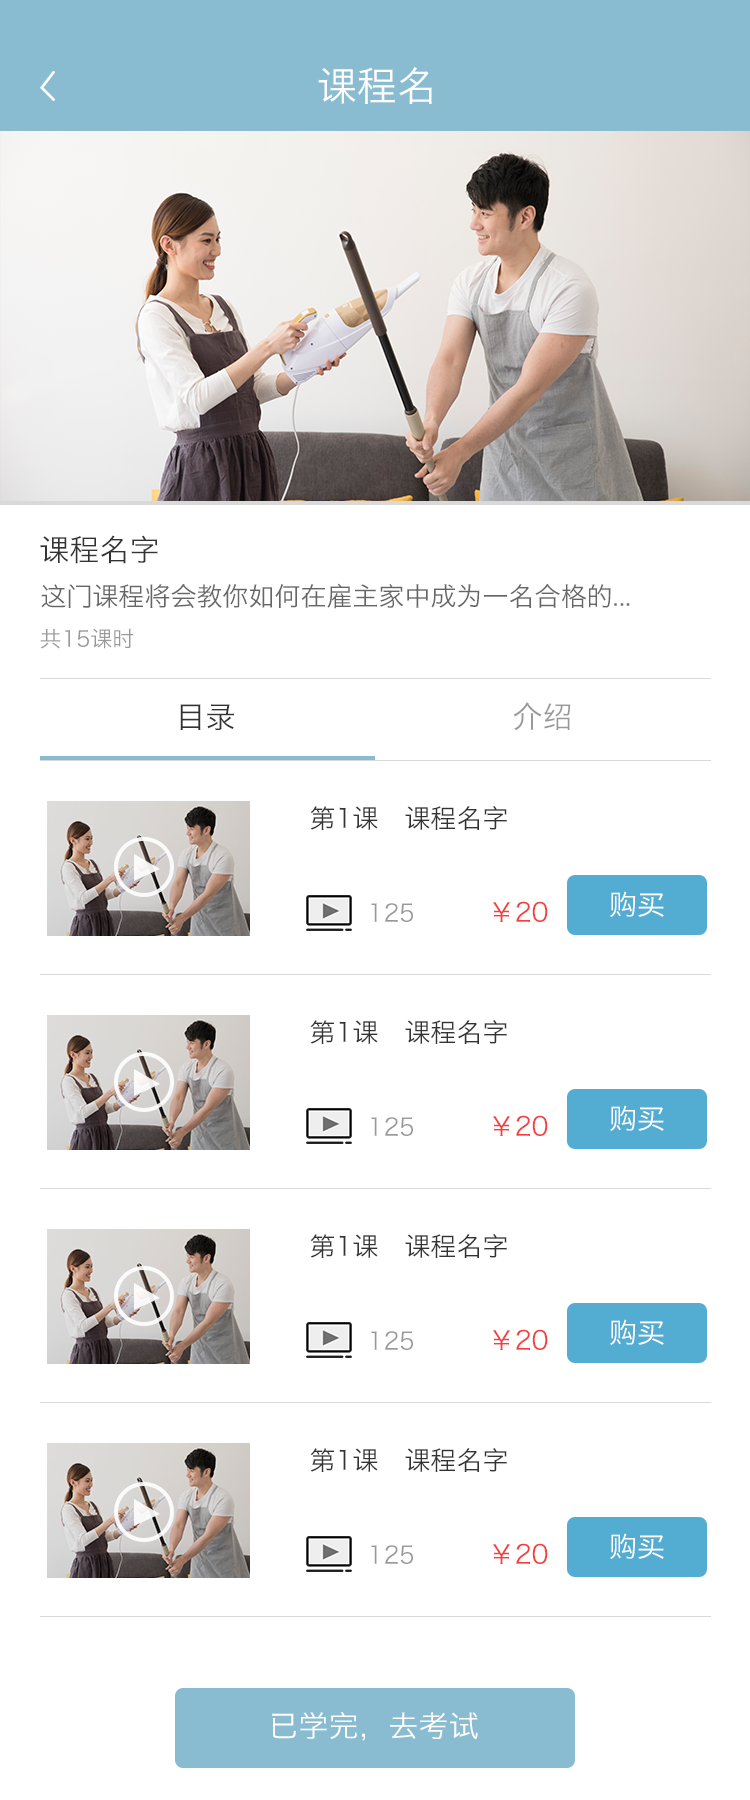 课程名
课程名字
这门课程将会教你如何在雇主家中成为一名合格的...
共15课时
目录 介绍
第1课 课程名字
125 ¥20 购买
第1课 课程名字
125 ¥20 购买
第1课 课程名字
125 ¥20 购买
第1课 课程名字
125 ¥20 购买
已学完，去考试